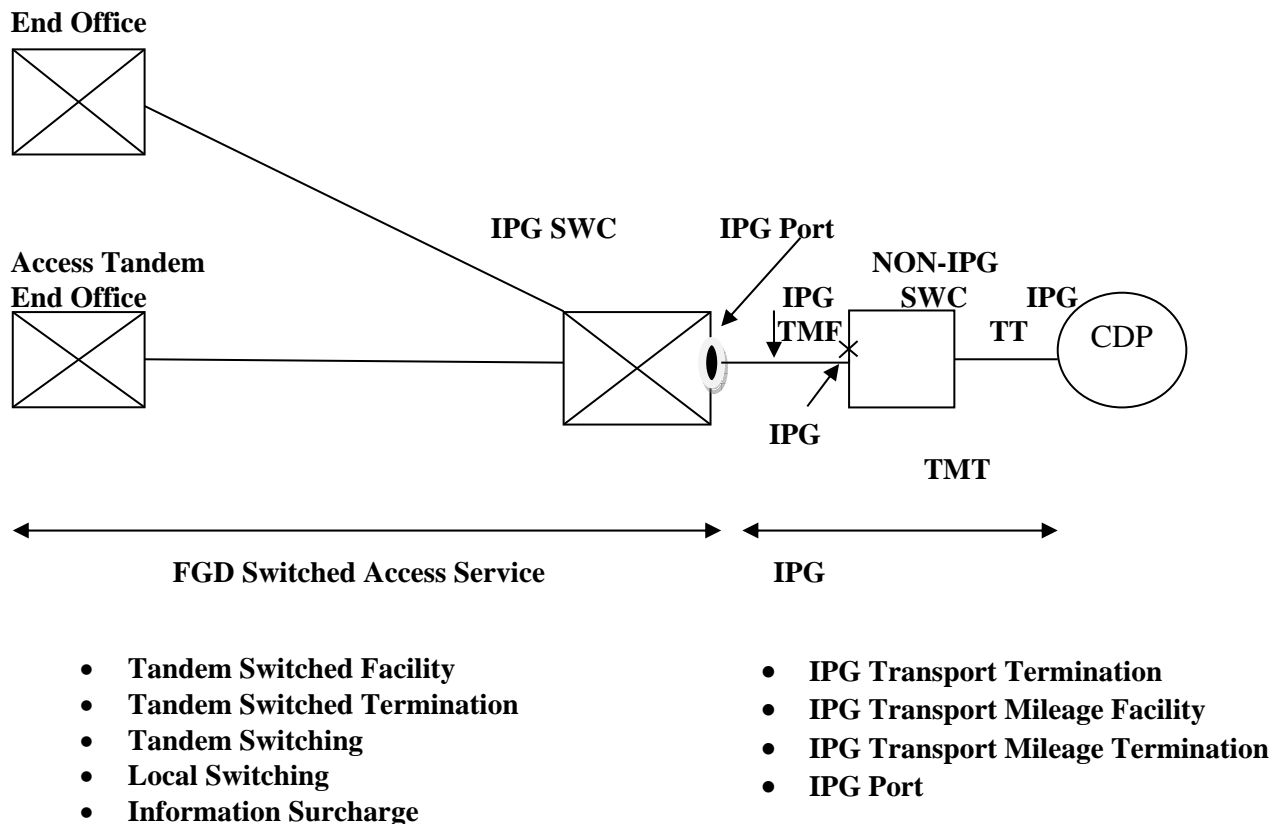 End Office
IPG SWC
IPG Port
Access Tandem
End Office
NON-IPG
SWC
IPG
TMF
IPG
TT
CDP
IPG
TMT
FGD Switched Access Service
IPG
• Tandem Switched Facility
• Tandem Switched Termination
• Tandem Switching
• Local Switching
• Information Surcharge
• IPG Transport Termination
• IPG Transport Mileage Facility
• IPG Transport Mileage Termination
• IPG Port